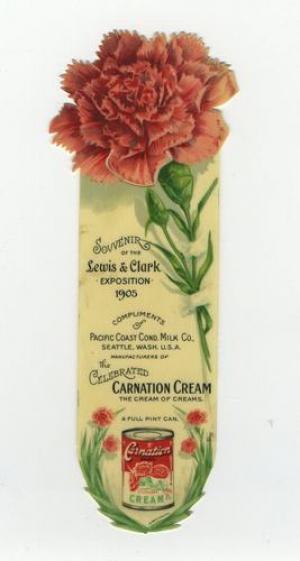 SOUVENIR
OF THE
Lewis & Clark
EXPOSITION
1905
COMPLIMENTS
OF
PACIFIC COAST COND. MILK CO.,
SEATTLE, WASH. U.S.A.
MANUFACTURERS OF
the
CELEBRATED
CARNATION CREAM
THE CREAM OF CREAMS.
A FULL PINT CAN.
Carnation
CREAM